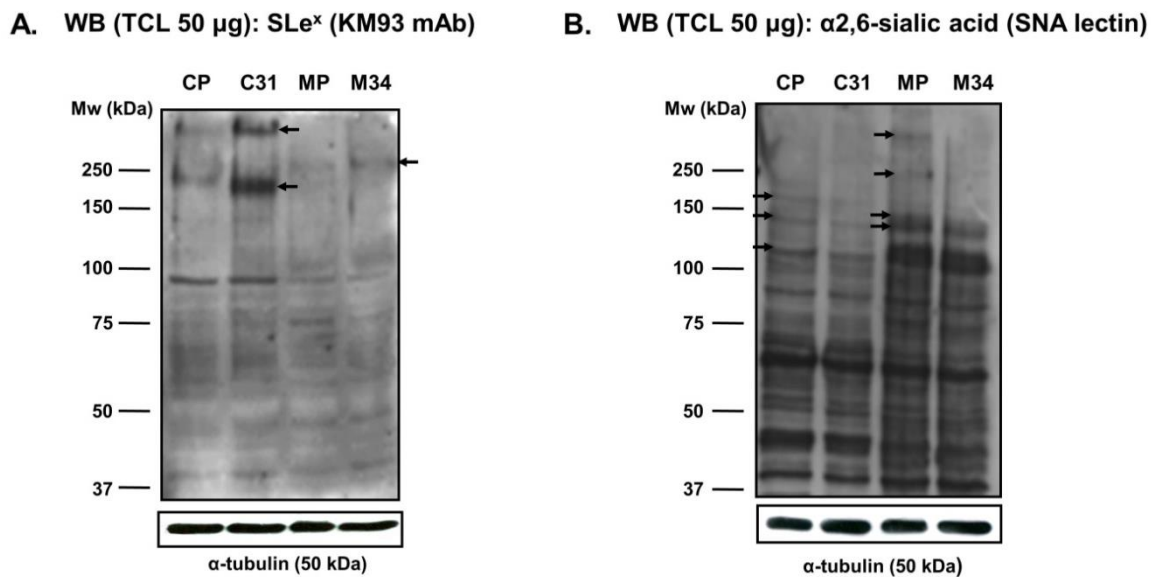 A. WB (TCL 50 µg): SLeˣ (KM93 mAb)
CP C31 MP M34
Mw (kDa)
250
150
100
75
50
37
α-tubulin (50 kDa)
B. WB (TCL 50 µg): α2,6-sialic acid (SNA lectin)
CP C31 MP M34
Mw (kDa)
250
150
100
75
50
37
α-tubulin (50 kDa)